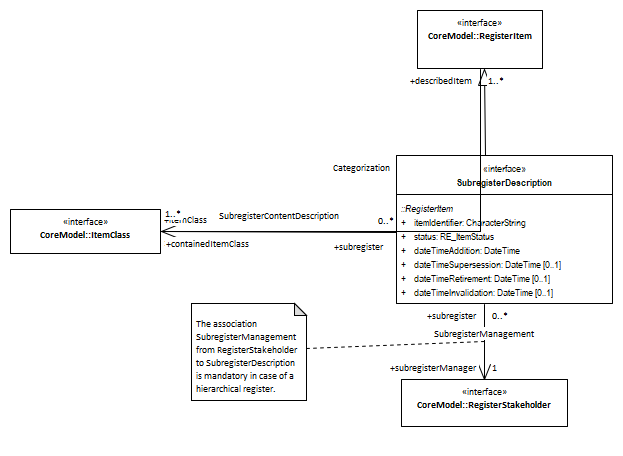 «interface»
CoreModel::RegisterItem
+describedItem
1..*
Categorization
«interface»
SubregisterDescription
::RegisterItem
+ itemIdentifier: CharacterString
+ status: RE_ItemStatus
+ dateTimeAddition: DateTime
+ dateTimeSupersession: DateTime [0..1]
+ dateTimeRetirement: DateTime [0..1]
+ dateTimeInvalidation: DateTime [0..1]
«interface»
CoreModel::ItemClass
1..*
+itemClass
SubregisterContentDescription
0..*
+containedItemClass
+subregister
+subregister
0..*
SubregisterManagement
The association
SubregisterManagement
from RegisterStakeholder
to SubregisterDescription
is mandatory in case of a
hierarchical register.
+subregisterManager
1
«interface»
CoreModel::RegisterStakeholder